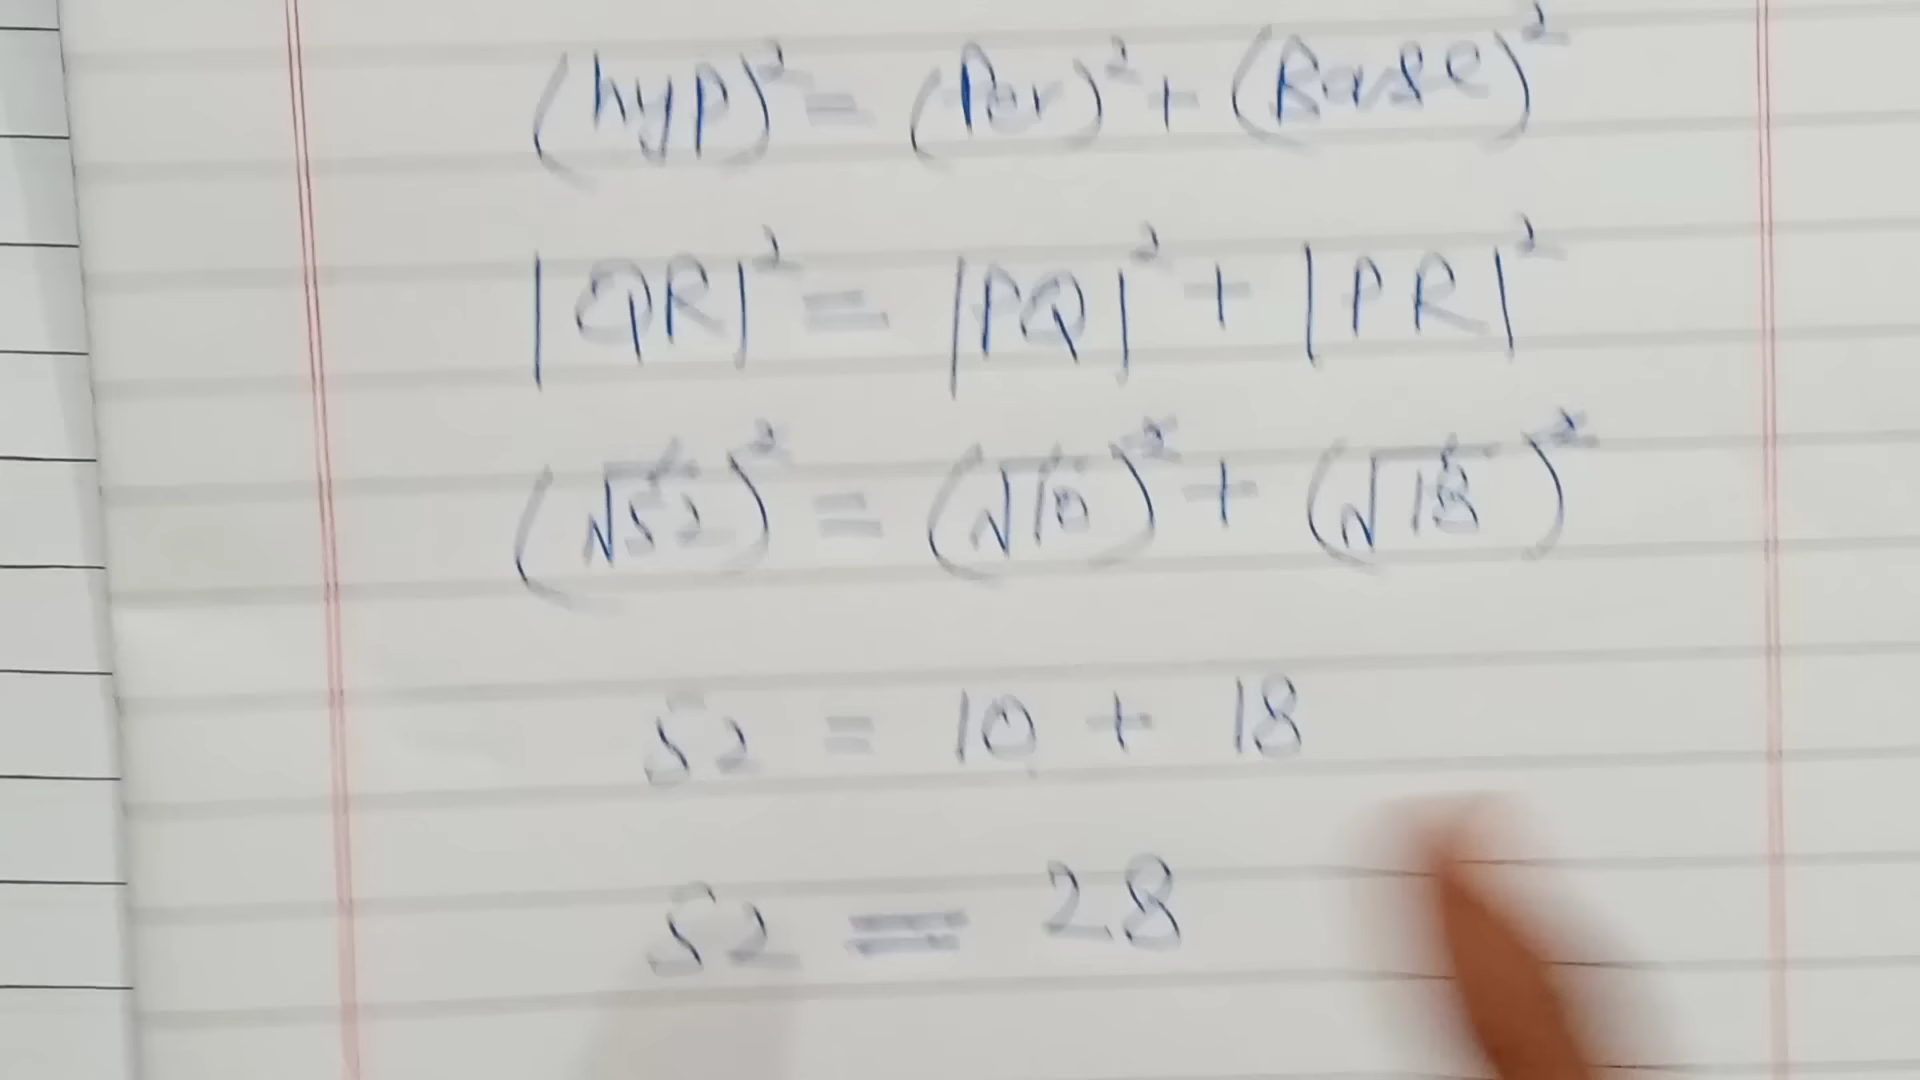 (hyp)² = (Per)² + (Base)²
|QR|² = |PQ|² + |PR|²
(√52)² = (√10)² + (√18)²
52 = 10 + 18
52 = 28